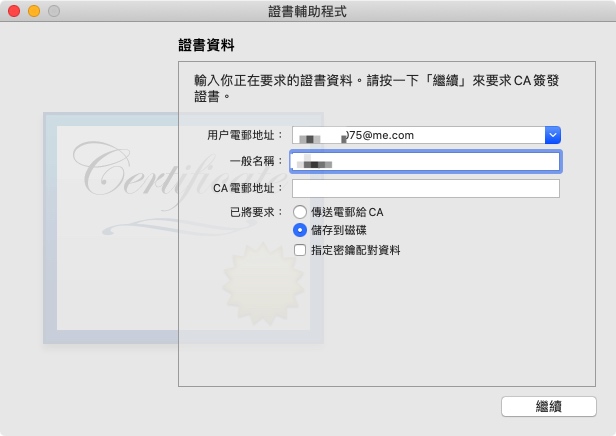 證書輔助程式
證書資料
輸入你正在要求的證書資料。請按一下「繼續」來要求 CA 簽發
證書。
用户電郵地址： 75@me.com
一般名稱：
CA 電郵地址：
已將要求： 傳送電郵給 CA
儲存到磁碟
指定密鑰配對資料
Certificate
繼續